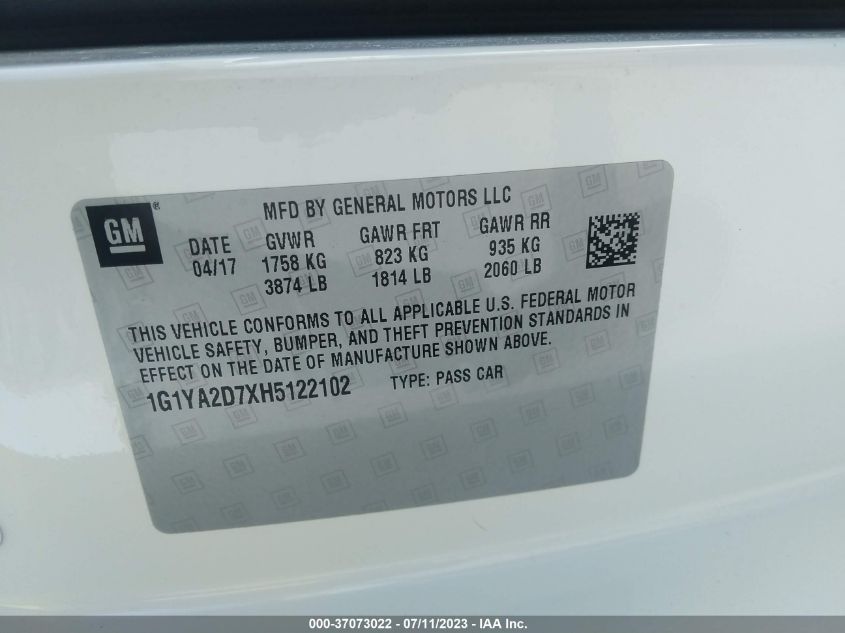 GM
®
MFD BY GENERAL MOTORS LLC
DATE GVWR GAWR FRT GAWR RR
04/17 1758 KG 823 KG 935 KG
3874 LB 1814 LB 2060 LB
THIS VEHICLE CONFORMS TO ALL APPLICABLE U.S. FEDERAL MOTOR
VEHICLE SAFETY, BUMPER, AND THEFT PREVENTION STANDARDS IN
EFFECT ON THE DATE OF MANUFACTURE SHOWN ABOVE.
1G1YA2D7XH5122102 TYPE: PASS CAR
000-37073022 - 07/11/2023 - IAA Inc.